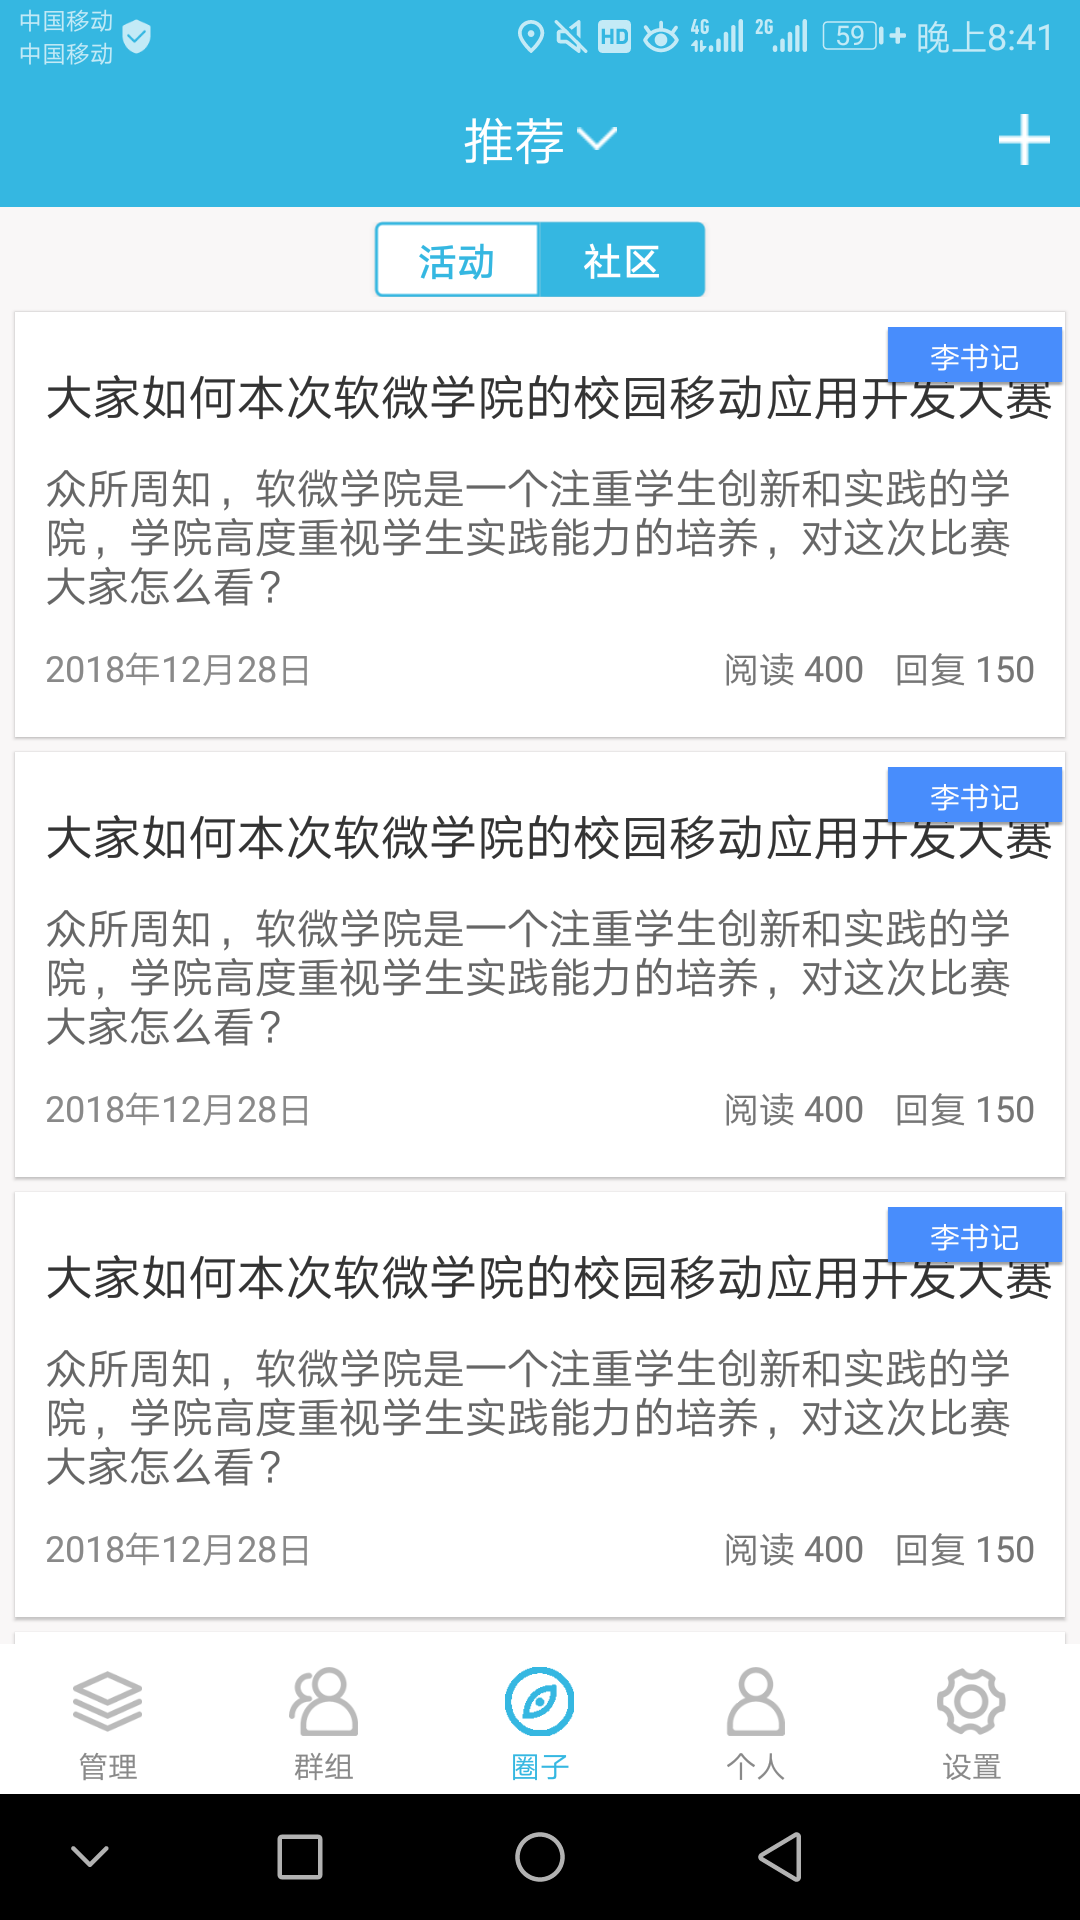 中国移动
中国移动
HD 4G 2G 59 晚上8:41
推荐
活动 社区
李书记
大家如何本次软微学院的校园移动应用开发大赛
众所周知，软微学院是一个注重学生创新和实践的学
院，学院高度重视学生实践能力的培养，对这次比赛
大家怎么看？
2018年12月28日 阅读 400 回复 150
李书记
大家如何本次软微学院的校园移动应用开发大赛
众所周知，软微学院是一个注重学生创新和实践的学
院，学院高度重视学生实践能力的培养，对这次比赛
大家怎么看？
2018年12月28日 阅读 400 回复 150
李书记
大家如何本次软微学院的校园移动应用开发大赛
众所周知，软微学院是一个注重学生创新和实践的学
院，学院高度重视学生实践能力的培养，对这次比赛
大家怎么看？
2018年12月28日 阅读 400 回复 150
管理 群组 圈子 个人 设置